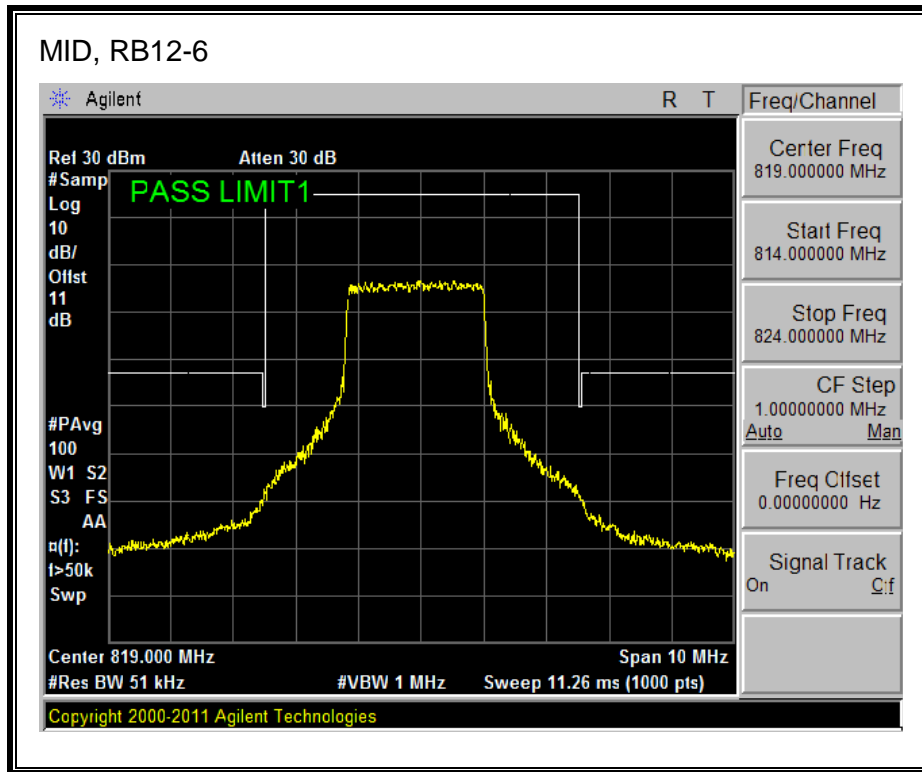 MID, RB12-6
Agilent R T
Freq/Channel
Ref 30 dBm Atten 30 dB
#Samp
Log
10
dB/
Offst
11
dB
PASS LIMIT1
#PAvg
100
W1 S2
S3 FS
AA
¤(f):
f>50k
Swp
Center 819.000 MHz Span 10 MHz
#Res BW 51 kHz #VBW 1 MHz Sweep 11.26 ms (1000 pts)
Copyright 2000-2011 Agilent Technologies
Center Freq
819.000000 MHz
Start Freq
814.000000 MHz
Stop Freq
824.000000 MHz
CF Step
1.00000000 MHz
Auto Man
Freq Offset
0.00000000 Hz
Signal Track
On Off